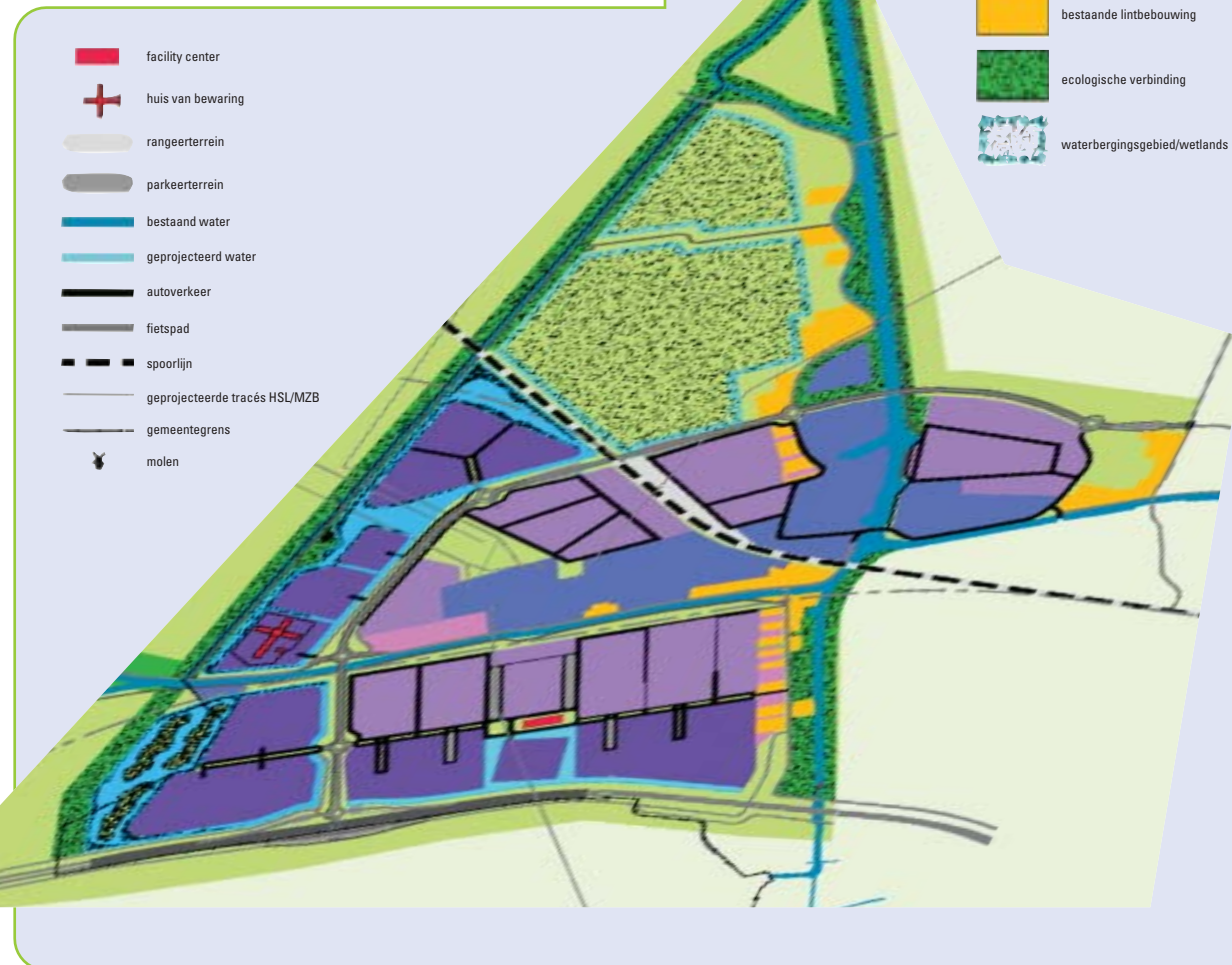 facility center
huis van bewaring
rangeerterrein
parkeerterrein
bestaand water
geprojecteerd water
autoverkeer
fietspad
spoorlijn
geprojecteerde tracés HSL/MZB
gemeentegrens
molen
bestaande lintbebouwing
ecologische verbinding
waterbergingsgebied/wetlands